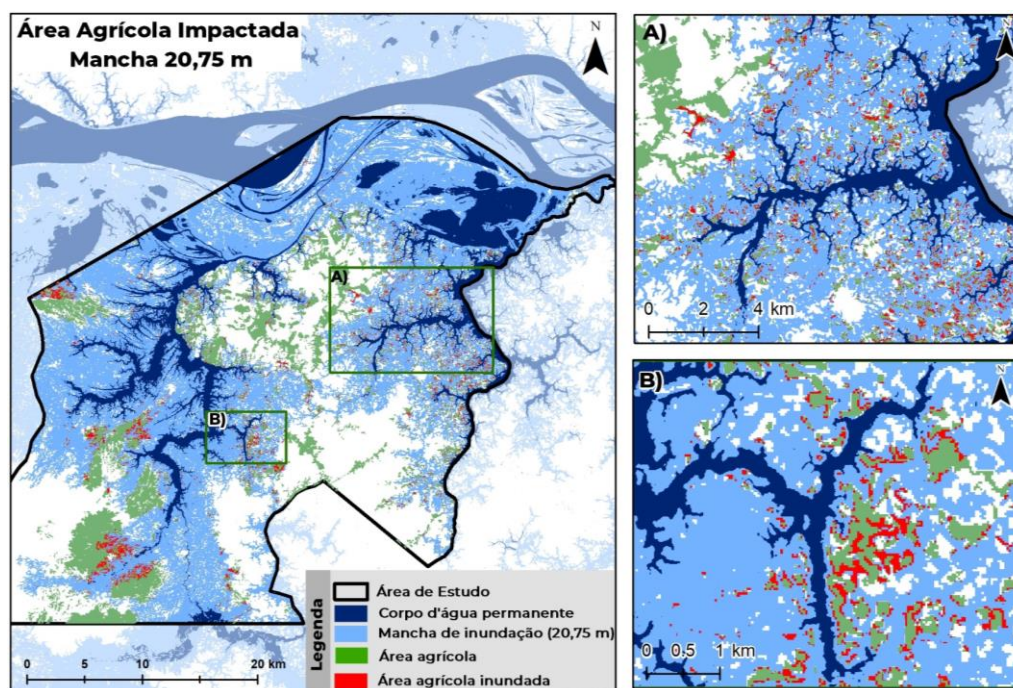 Área Agrícola Impactada
Mancha 20,75 m
N
A)
B)
Legenda
Área de Estudo
Corpo d'água permanente
Mancha de inundação (20,75 m)
Área agrícola
Área agrícola inundada
0 5 10 20 km
A)
N
0 2 4 km
B)
N
0 0,5 1 km